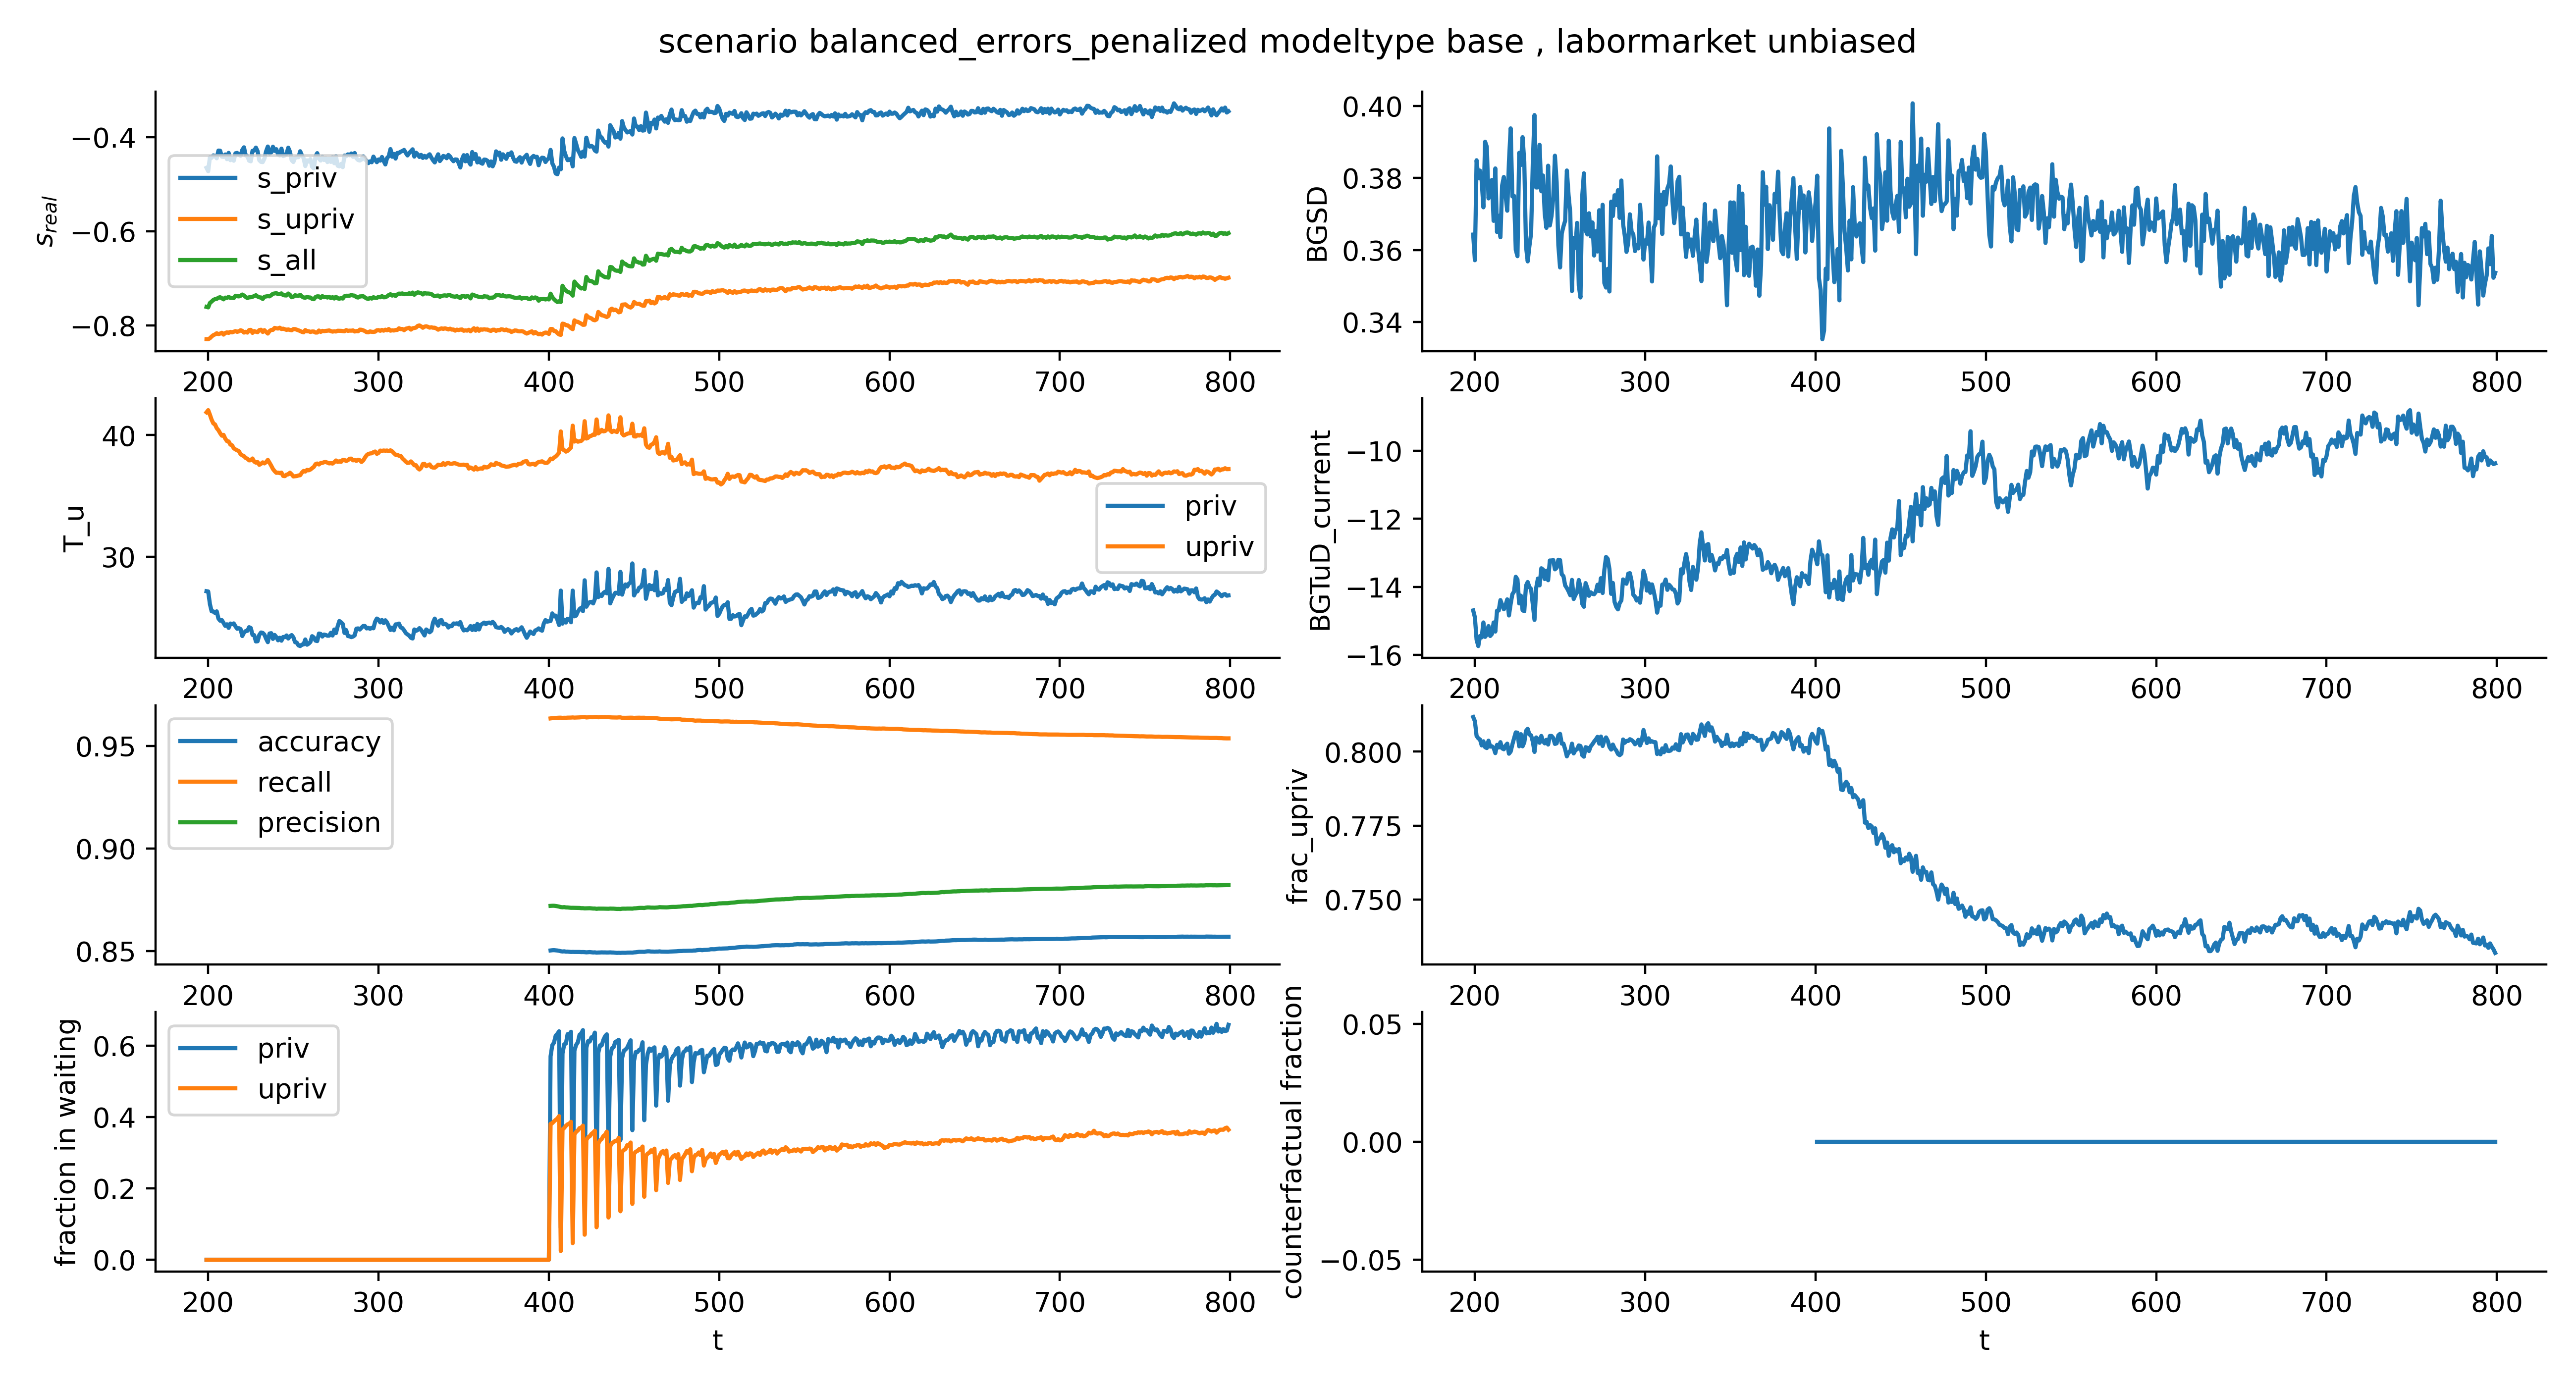 scenario balanced_errors_penalized modeltype base , labormarket unbiased
s_real
−0.4
−0.6
−0.8
s_priv
s_upriv
s_all
200 300 400 500 600 700 800
BGSD
0.40
0.38
0.36
0.34
200 300 400 500 600 700 800
T_u
40
30
priv
upriv
200 300 400 500 600 700 800
BGTuD_current
−10
−12
−14
−16
200 300 400 500 600 700 800
0.95
0.90
0.85
accuracy
recall
precision
200 300 400 500 600 700 800
frac_upriv
0.800
0.775
0.750
200 300 400 500 600 700 800
fraction in waiting
0.6
0.4
0.2
0.0
priv
upriv
200 300 400 500 600 700 800
t
counterfactual fraction
0.05
0.00
−0.05
200 300 400 500 600 700 800
t